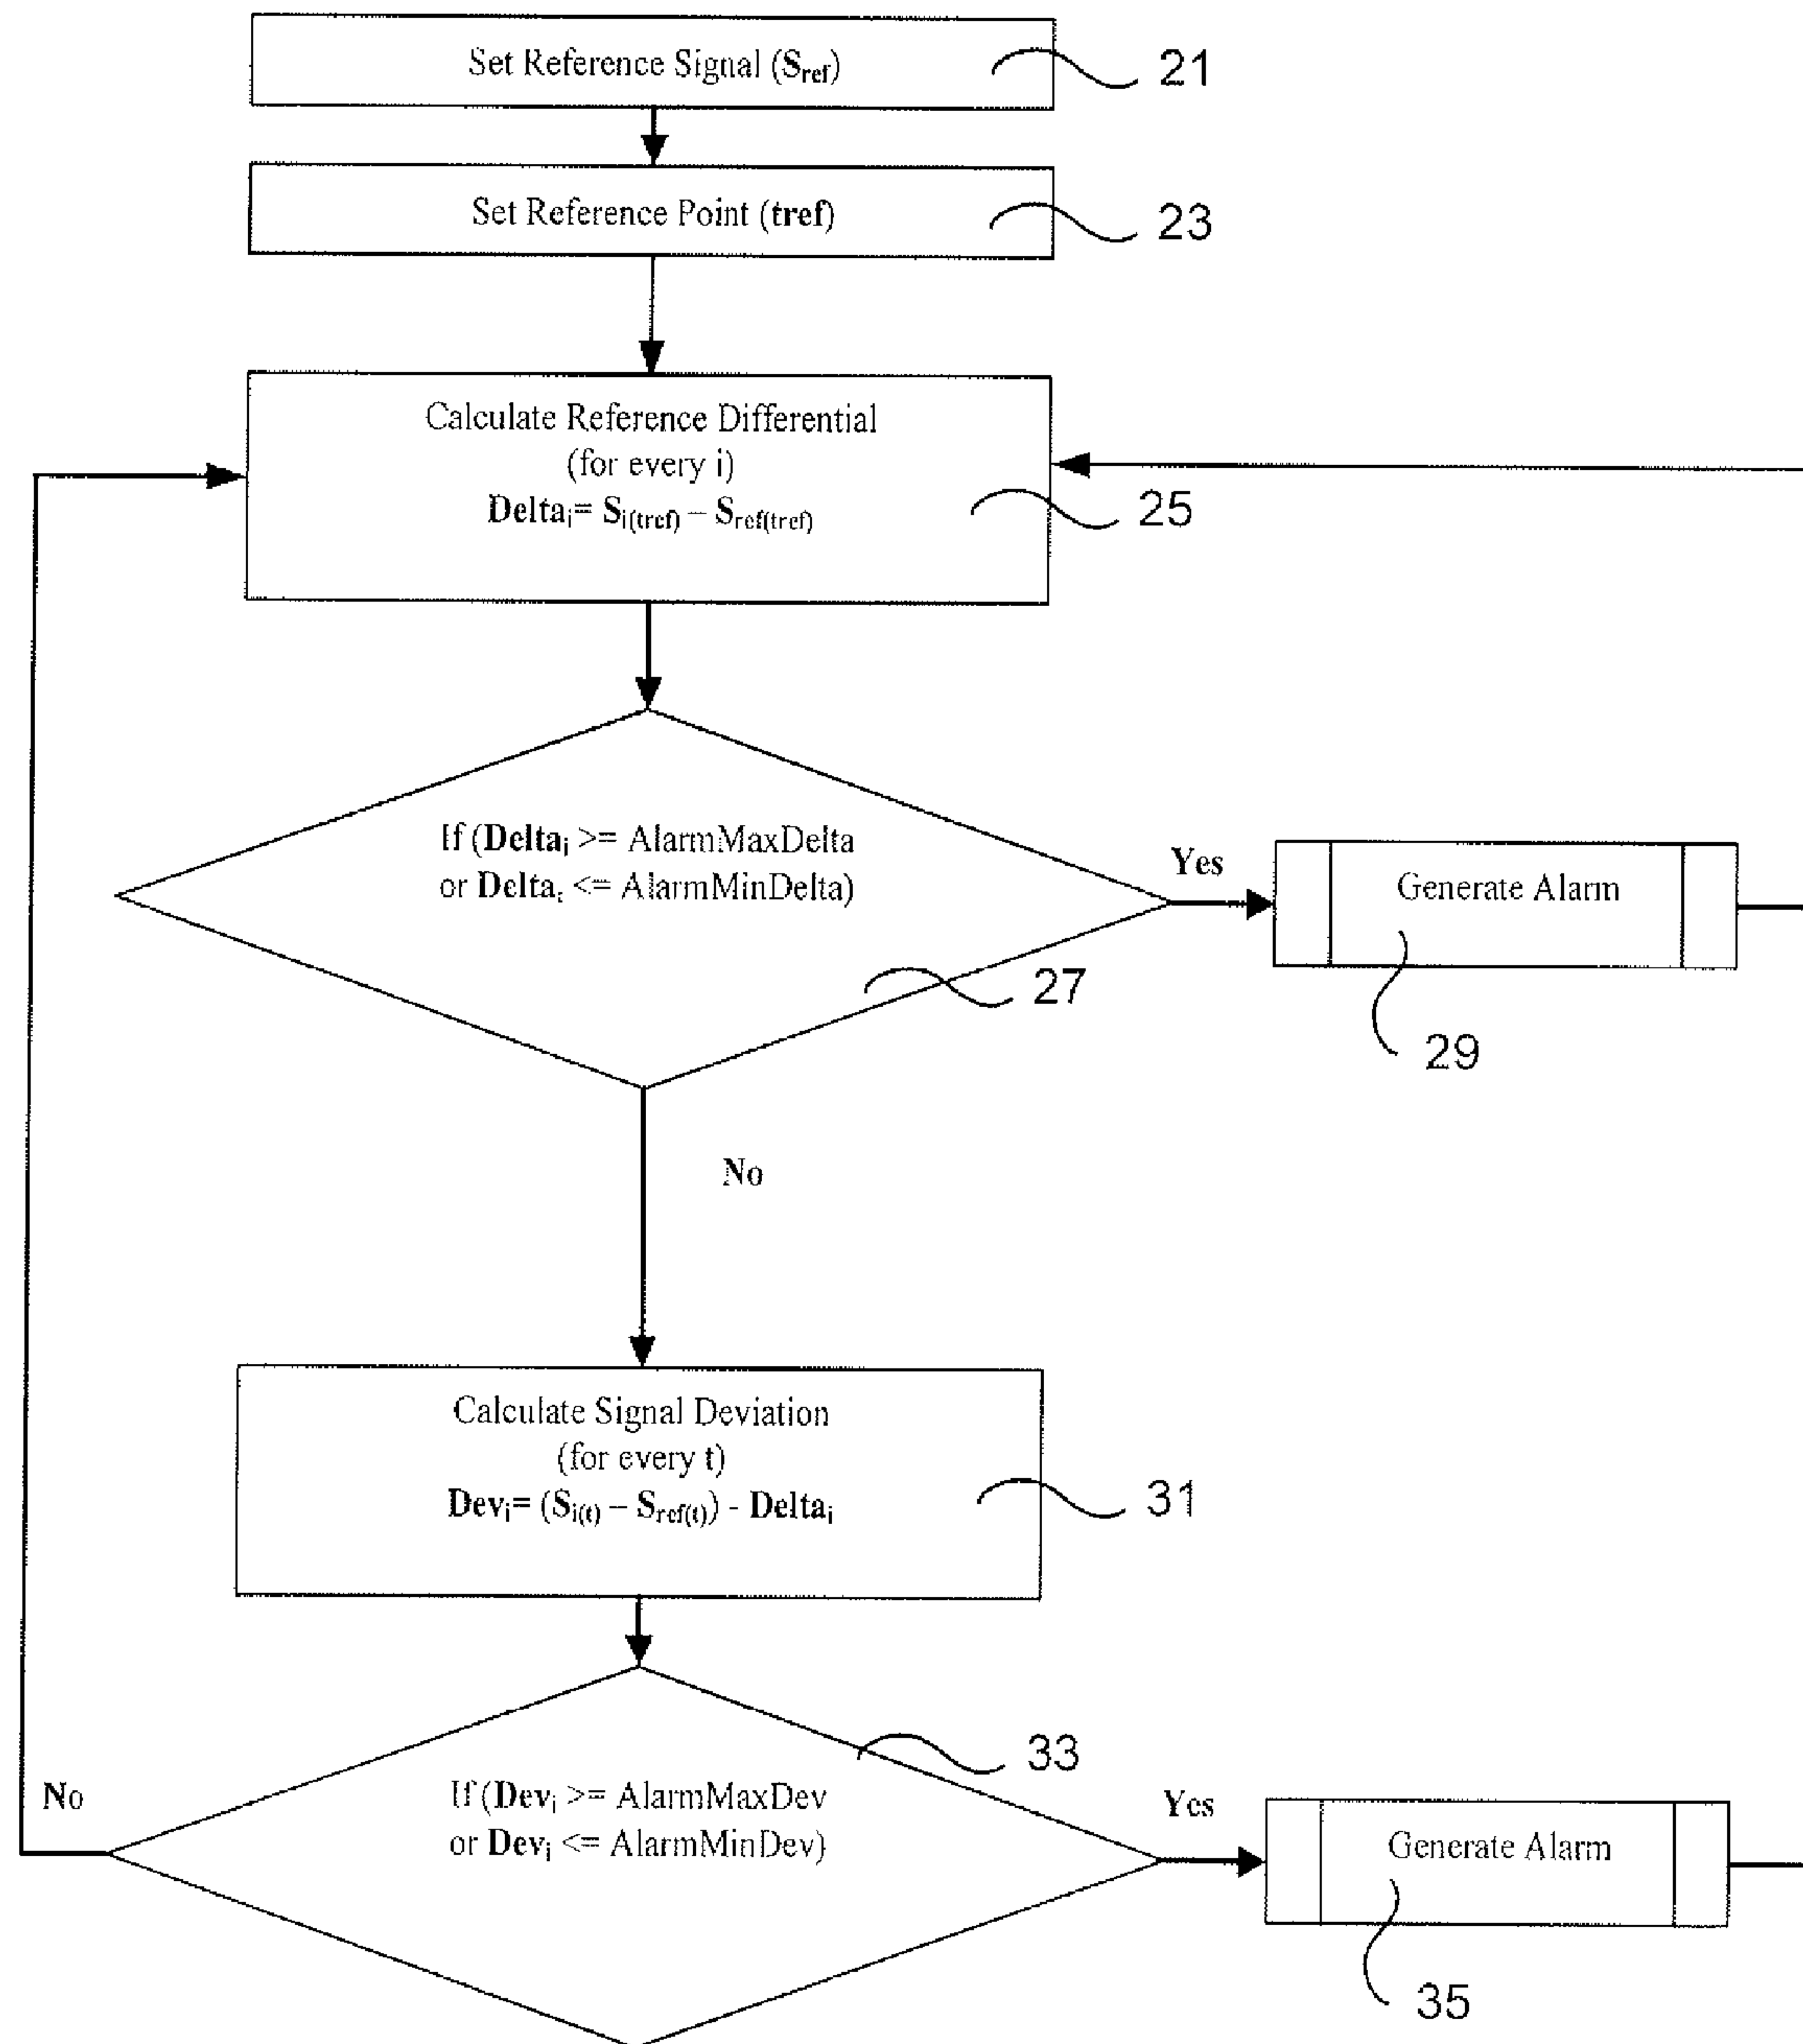 Set Reference Signal (Sref)
21
Set Reference Point (tref)
23
Calculate Reference Differential
(for every i)
Deltai= Si(tref) – Sref(tref)
25
If (Deltai >= AlarmMaxDelta
or Deltai <= AlarmMinDelta)
27
Yes
Generate Alarm
29
No
Calculate Signal Deviation
(for every t)
Devi= (Si(t) – Sref(t)) - Deltai
31
33
If (Devi >= AlarmMaxDev
or Devi <= AlarmMinDev)
No
Yes
Generate Alarm
35